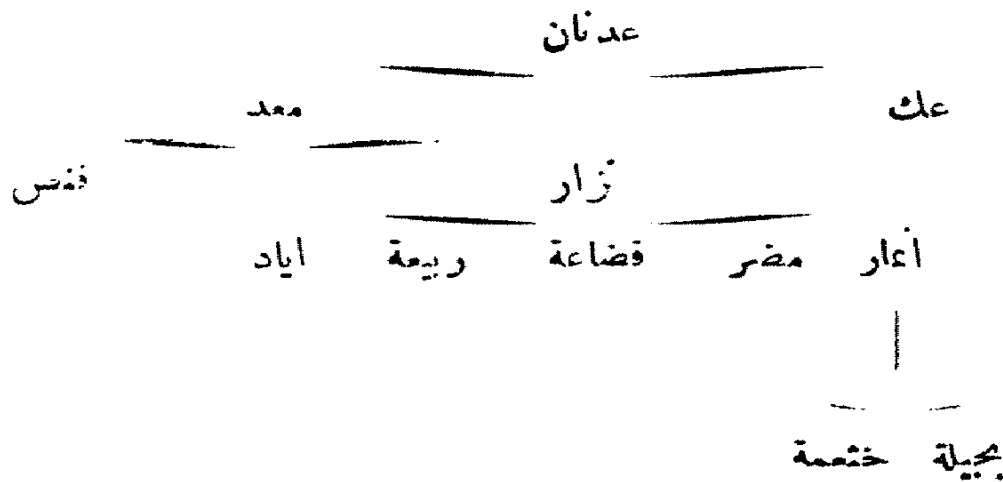 عدنان
عك معد
نزار قنص
أنمار مضر قضاعة ربيعة اياد
بجيلة خثعمة